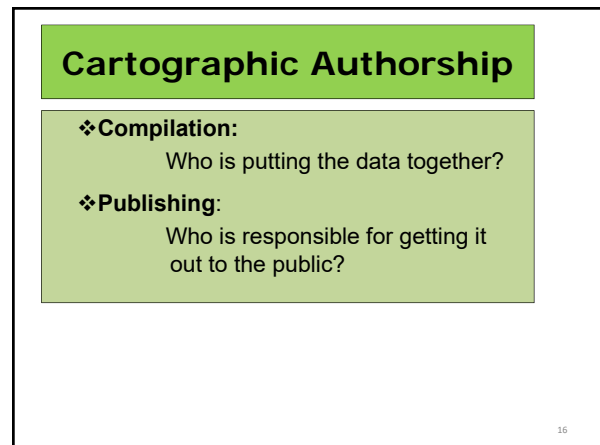 Cartographic Authorship
❖Compilation:
Who is putting the data together?
❖Publishing:
Who is responsible for getting it
out to the public?
16